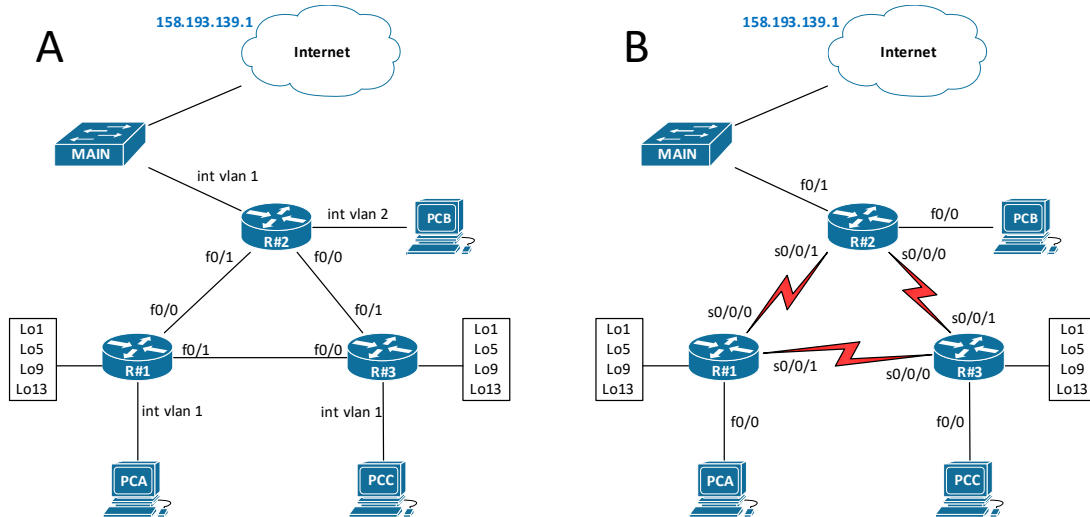 A
158.193.139.1
Internet
MAIN
int vlan 1
int vlan 2
PCB
R#2
f0/1
f0/0
f0/0
f0/1
Lo1
Lo5
Lo9
Lo13
R#1
f0/1
f0/0
R#3
Lo1
Lo5
Lo9
Lo13
int vlan 1
int vlan 1
PCA
PCC
B
158.193.139.1
Internet
MAIN
f0/1
f0/0
PCB
R#2
s0/0/1
s0/0/0
s0/0/0
s0/0/1
Lo1
Lo5
Lo9
Lo13
R#1
s0/0/1
s0/0/0
R#3
Lo1
Lo5
Lo9
Lo13
f0/0
f0/0
PCA
PCC